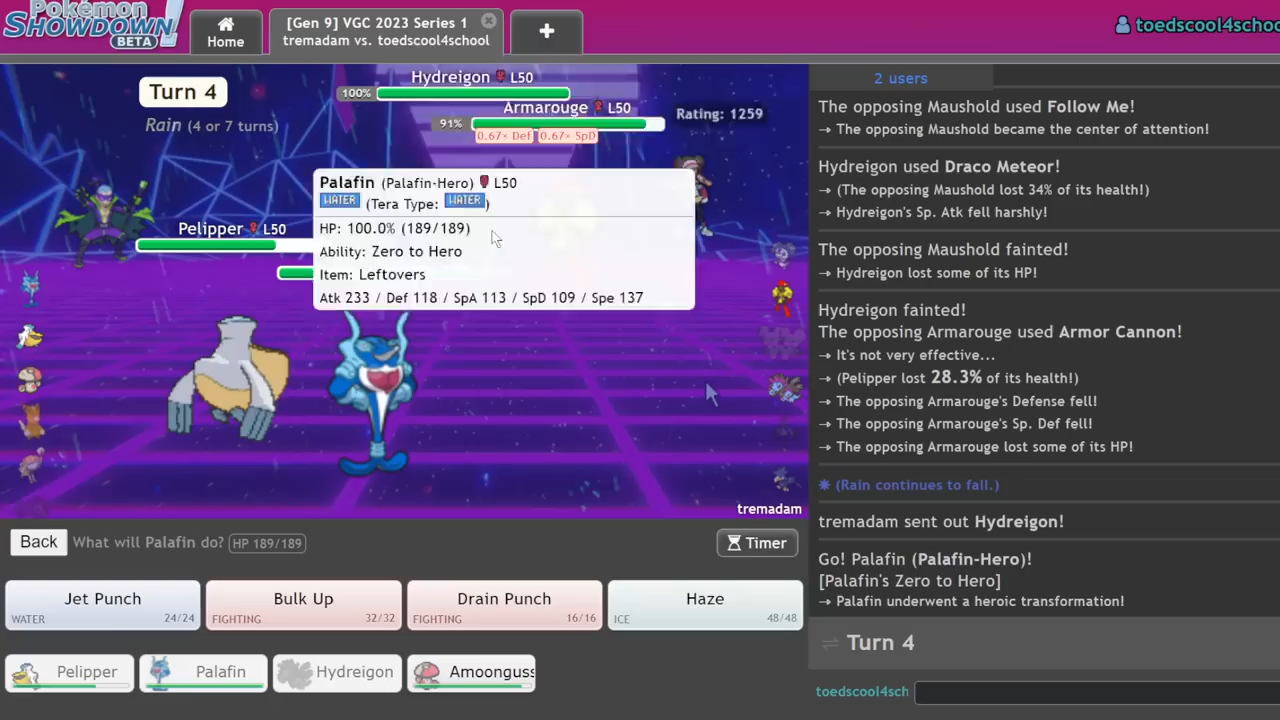 Pokémon
SHOWDOWN!
BETA
Home
[Gen 9] VGC 2023 Series 1
tremadam vs. toedscool4school
+
toedscool4schoo
Turn 4
Rain (4 or 7 turns)
Hydreigon L50
100%
Armarouge L50
91%
0.67× Def 0.67× SpD
Rating: 1259
Palafin (Palafin-Hero) L50
WATER (Tera Type: WATER)
HP: 100.0% (189/189)
Ability: Zero to Hero
Item: Leftovers
Atk 233 / Def 118 / SpA 113 / SpD 109 / Spe 137
Pelipper L50
tremadam
Back What will Palafin do? HP 189/189
Timer
Jet Punch
WATER 24/24
Bulk Up
FIGHTING 32/32
Drain Punch
FIGHTING 16/16
Haze
ICE 48/48
Pelipper
Palafin
Hydreigon
Amoonguss
2 users
The opposing Maushold used Follow Me!
→ The opposing Maushold became the center of attention!
Hydreigon used Draco Meteor!
→ (The opposing Maushold lost 34% of its health!)
→ Hydreigon's Sp. Atk fell harshly!
The opposing Maushold fainted!
→ Hydreigon lost some of its HP!
Hydreigon fainted!
The opposing Armarouge used Armor Cannon!
→ It's not very effective...
→ (Pelipper lost 28.3% of its health!)
→ The opposing Armarouge's Defense fell!
→ The opposing Armarouge's Sp. Def fell!
→ The opposing Armarouge lost some of its HP!
(Rain continues to fall.)
tremadam sent out Hydreigon!
Go! Palafin (Palafin-Hero)!
[Palafin's Zero to Hero]
→ Palafin underwent a heroic transformation!
Turn 4
toedscool4sch